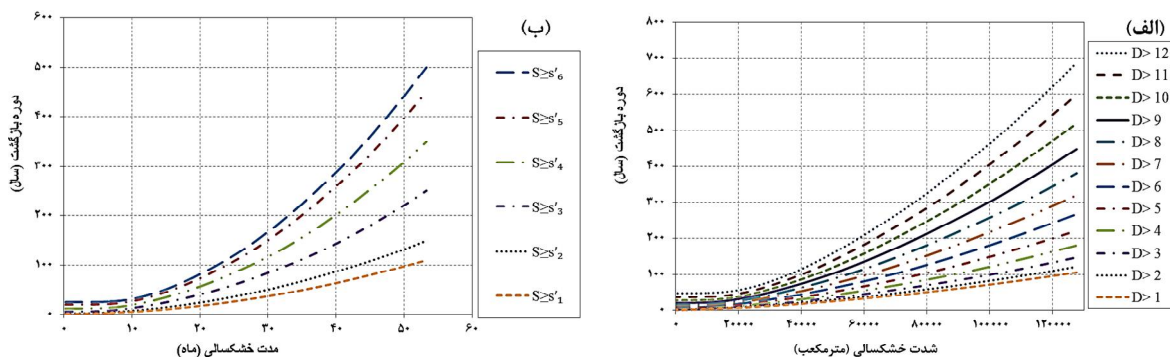 (ب)
دوره بازگشت (سال)
۶۰۰
۵۰۰
۴۰۰
۳۰۰
۲۰۰
۱۰۰
۰
۰ ۱۰ ۲۰ ۳۰ ۴۰ ۵۰ ۶۰
مدت خشکسالی (ماه)
S≥s′₆
S≥s′₅
S≥s′₄
S≥s′₃
S≥s′₂
S≥s′₁
(الف)
دوره بازگشت (سال)
۸۰۰
۷۰۰
۶۰۰
۵۰۰
۴۰۰
۳۰۰
۲۰۰
۱۰۰
۰
۰ ۲۰۰۰۰ ۴۰۰۰۰ ۶۰۰۰۰ ۸۰۰۰۰ ۱۰۰۰۰۰ ۱۲۰۰۰۰
شدت خشکسالی (مترمکعب)
D> 12
D> 11
D> 10
D> 9
D> 8
D> 7
D> 6
D> 5
D> 4
D> 3
D> 2
D> 1